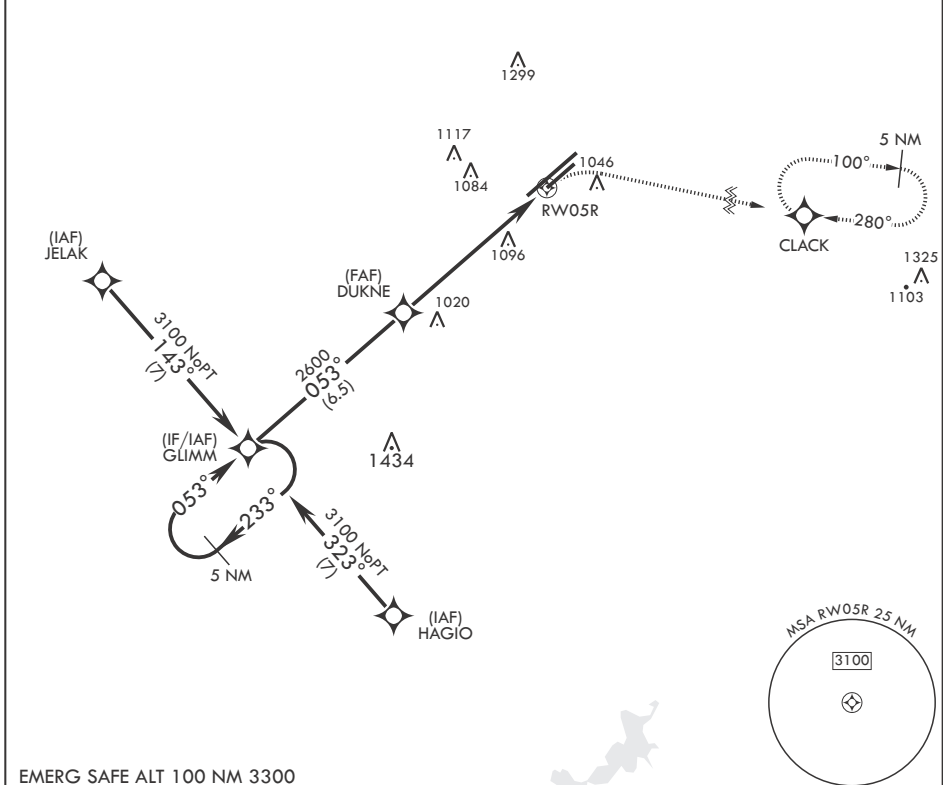 1299
1117
1084
1046
RW05R
5 NM
100°
280°
CLACK
1325
1103
1096
(IAF)
JELAK
(FAF)
DUKNE
1020
3100 NoPT
143°
(7)
2600
053°
(6.5)
(IF/IAF)
GLIMM
1434
053°
233°
5 NM
3100 NoPT
323°
(7)
(IAF)
HAGIO
MSA RW05R 25 NM
3100
EMERG SAFE ALT 100 NM 3300